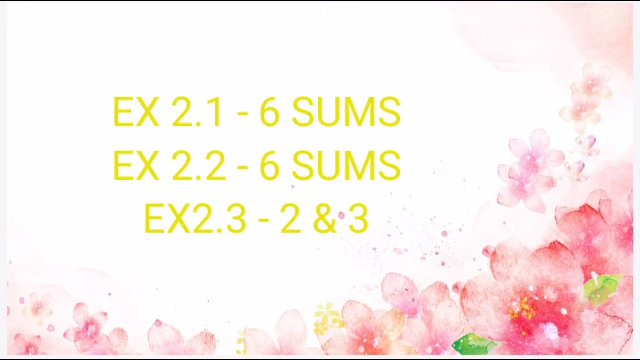 EX 2.1 - 6 SUMS
EX 2.2 - 6 SUMS
EX2.3 - 2 & 3